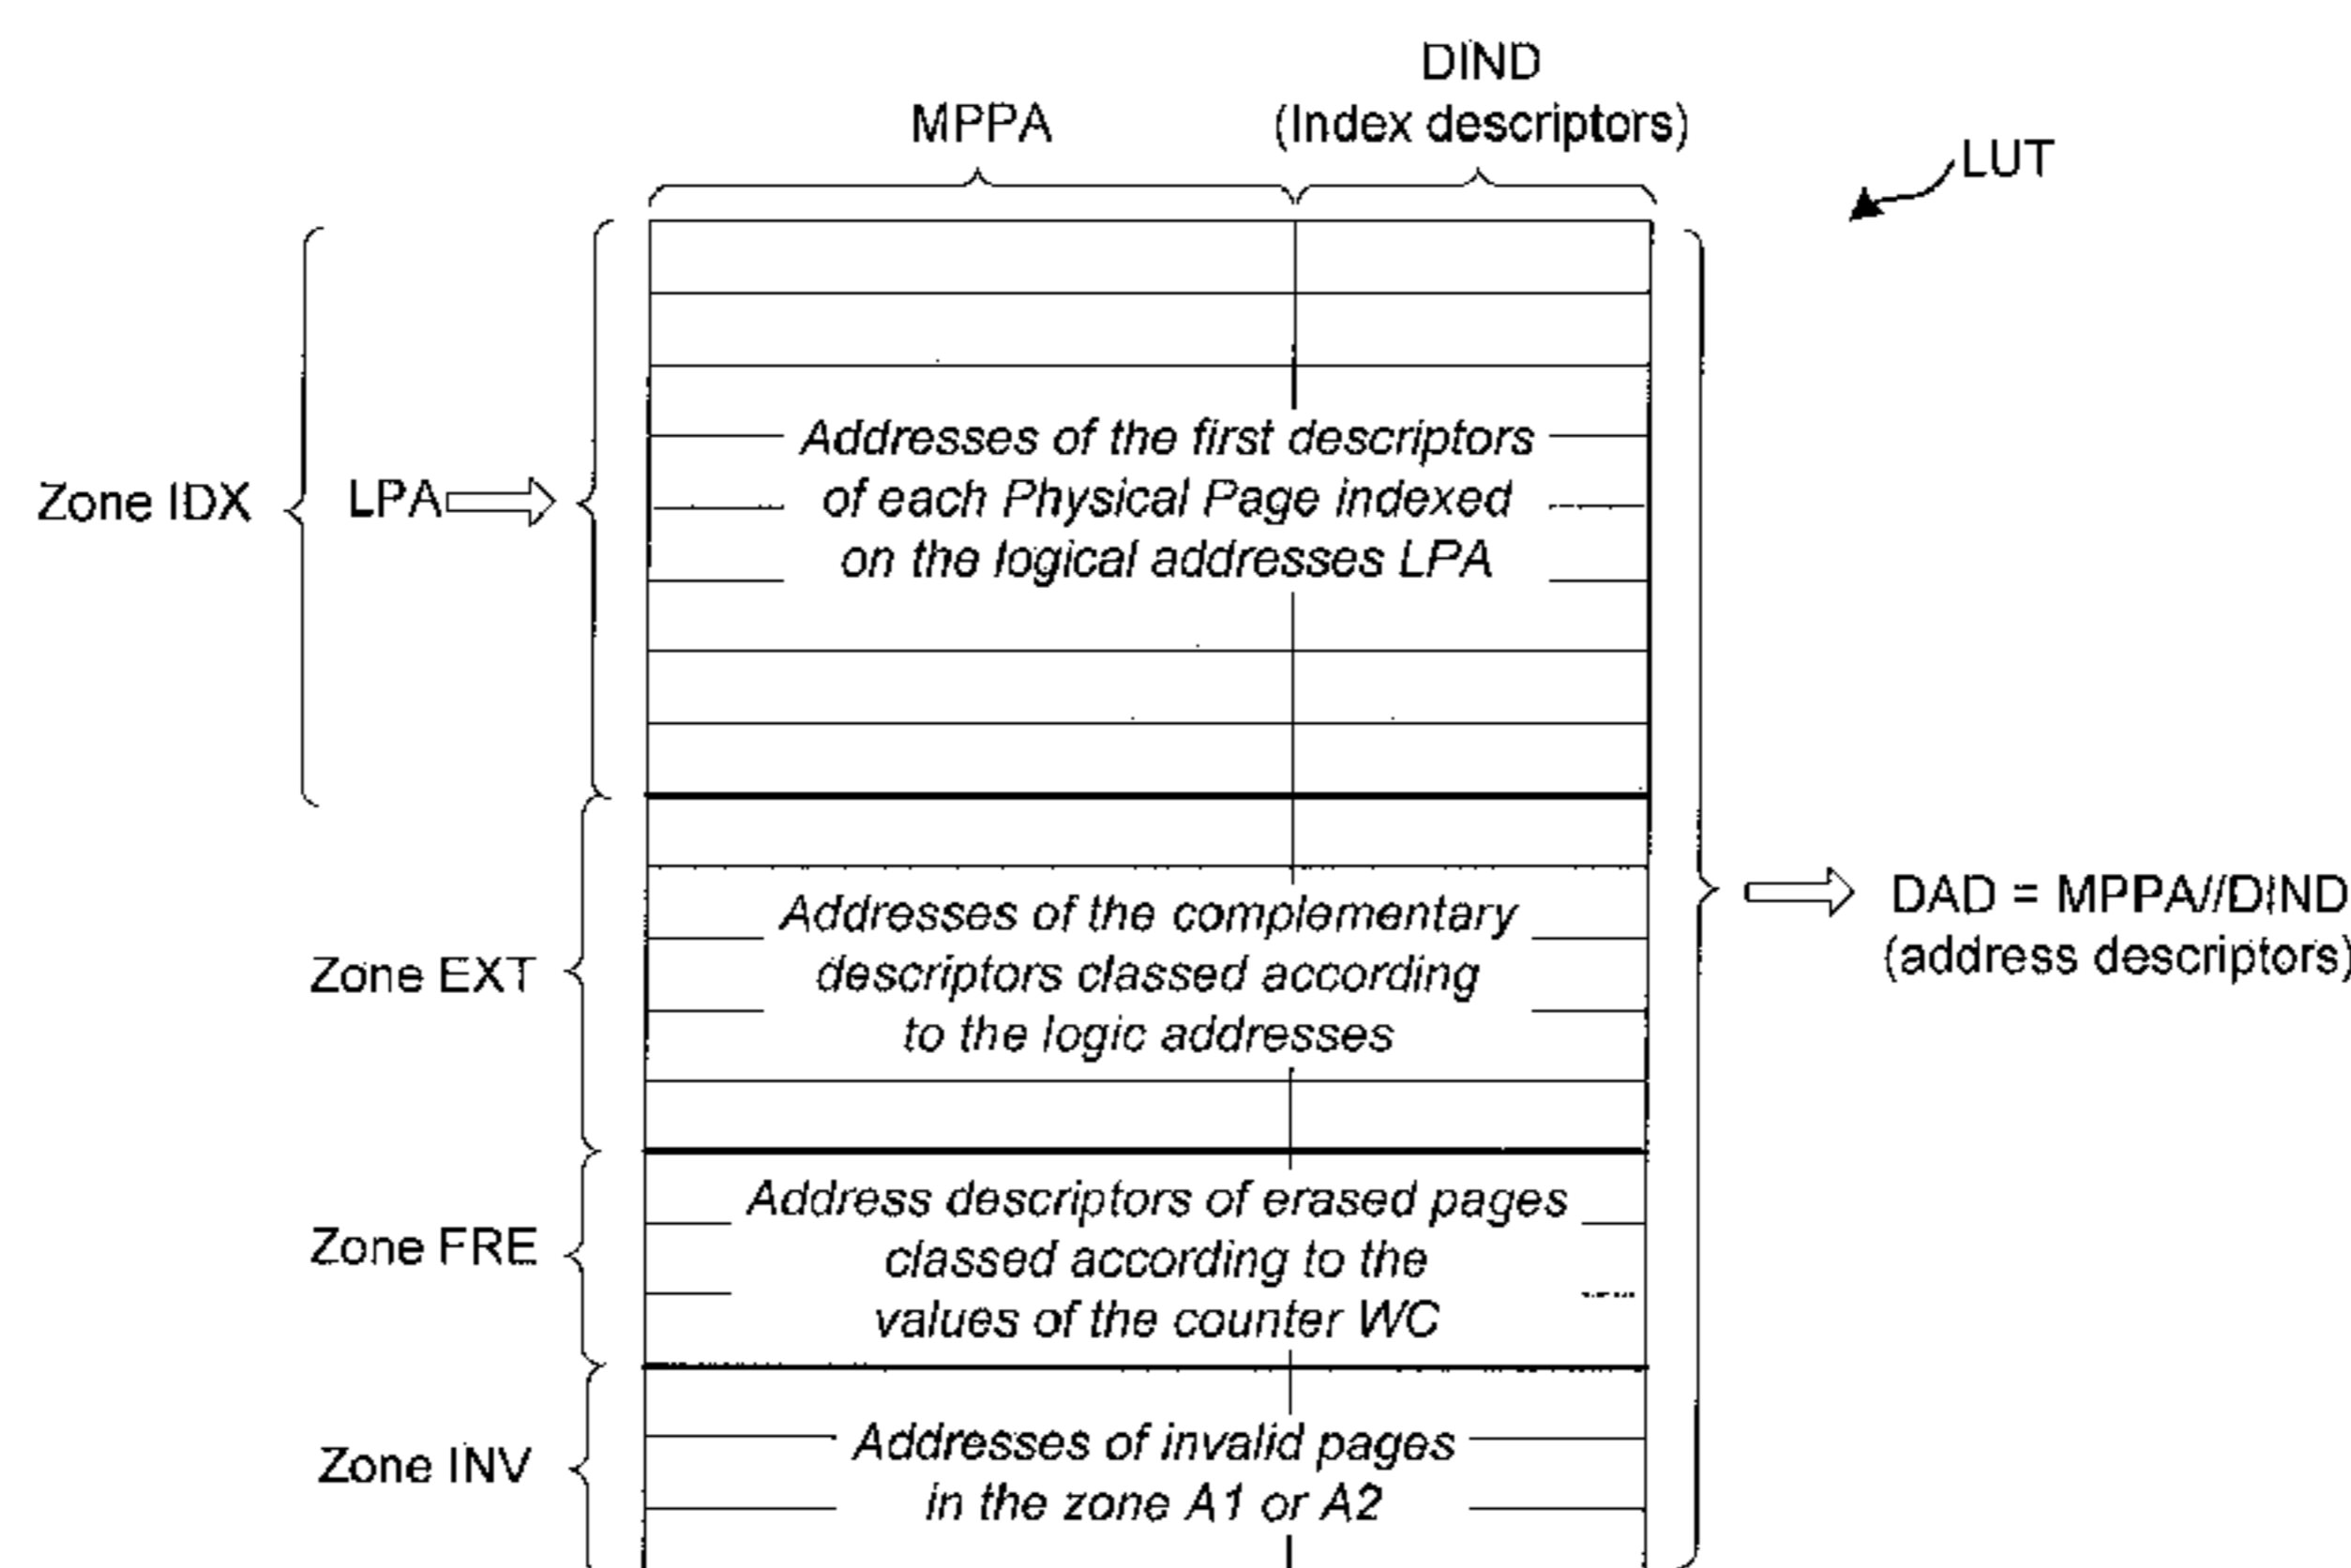 DIND
MPPA
(Index descriptors)
LUT
Zone IDX
LPA
Addresses of the first descriptors
of each Physical Page indexed
on the logical addresses LPA
Zone EXT
Addresses of the complementary
descriptors classed according
to the logic addresses
DAD = MPPA//DIND
(address descriptors)
Zone FRE
Address descriptors of erased pages
classed according to the
values of the counter WC
Zone INV
Addresses of invalid pages
in the zone A1 or A2